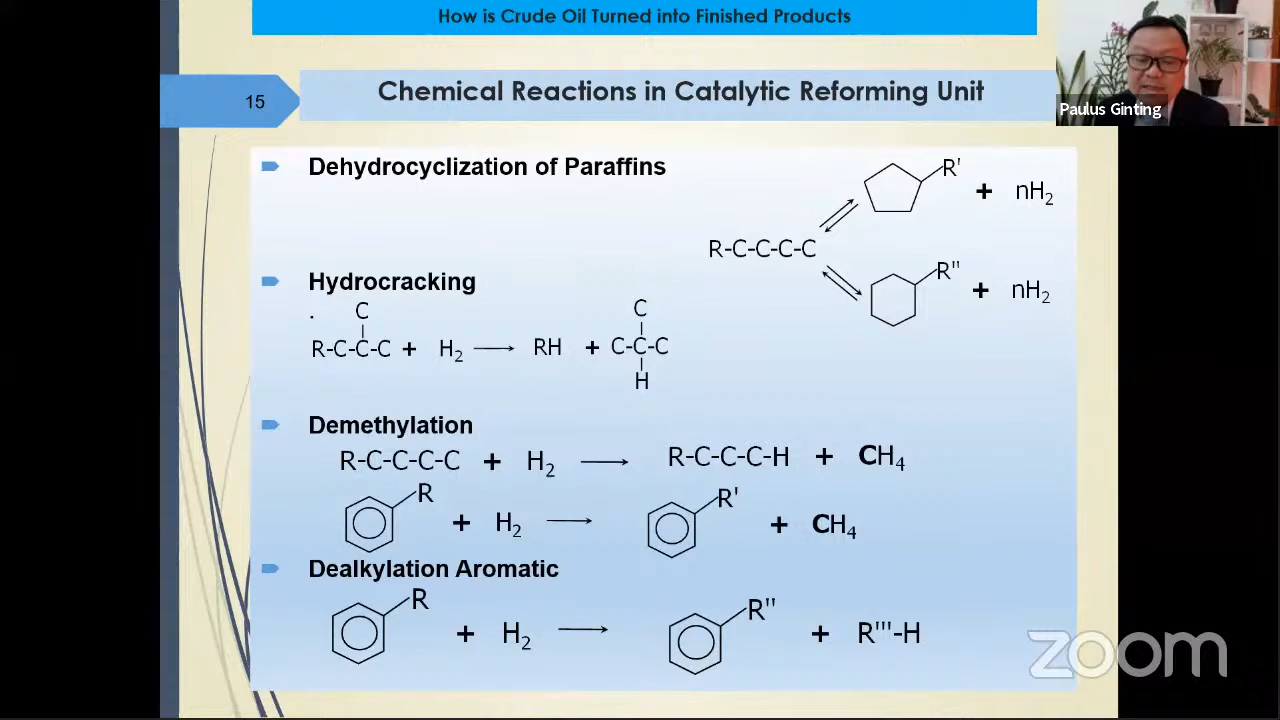 How is Crude Oil Turned into Finished Products
15
Chemical Reactions in Catalytic Reforming Unit
Paulus Ginting
Dehydrocyclization of Paraffins
R'
+ nH₂
R-C-C-C-C
R"
+ nH₂
Hydrocracking
. C
R-C-C-C + H₂ ⟶ RH + C-C-C
C
H
Demethylation
R-C-C-C-C + H₂ ⟶ R-C-C-C-H + CH₄
R R'
+ H₂ ⟶ + CH₄
Dealkylation Aromatic
R R"
+ H₂ ⟶ + R'''-H
zoom